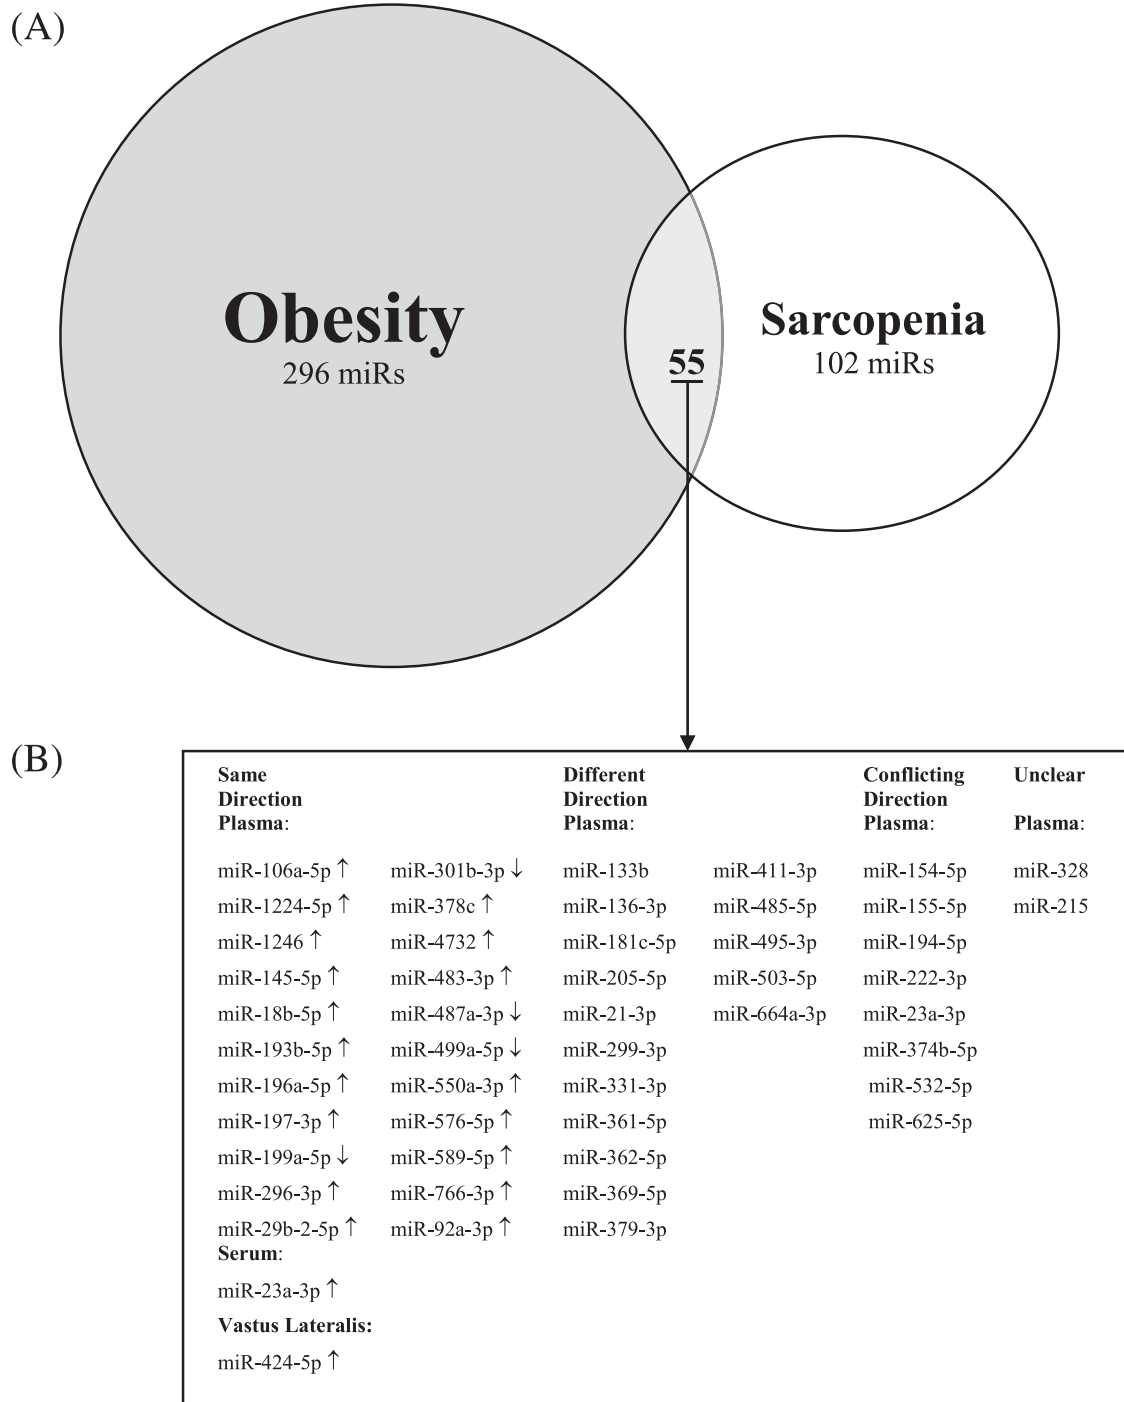 (A)
Obesity
296 miRs
55
Sarcopenia
102 miRs
(B)
Same Direction Plasma:
Different Direction Plasma:
Conflicting Direction Plasma:
Unclear Plasma:
miR-106a-5p ↑ miR-301b-3p ↓ miR-133b miR-411-3p miR-154-5p miR-328
miR-1224-5p ↑ miR-378c ↑ miR-136-3p miR-485-5p miR-155-5p miR-215
miR-1246 ↑ miR-4732 ↑ miR-181c-5p miR-495-3p miR-194-5p
miR-145-5p ↑ miR-483-3p ↑ miR-205-5p miR-503-5p miR-222-3p
miR-18b-5p ↑ miR-487a-3p ↓ miR-21-3p miR-664a-3p miR-23a-3p
miR-193b-5p ↑ miR-499a-5p ↓ miR-299-3p miR-374b-5p
miR-196a-5p ↑ miR-550a-3p ↑ miR-331-3p miR-532-5p
miR-197-3p ↑ miR-576-5p ↑ miR-361-5p miR-625-5p
miR-199a-5p ↓ miR-589-5p ↑ miR-362-5p
miR-296-3p ↑ miR-766-3p ↑ miR-369-5p
miR-29b-2-5p ↑ miR-92a-3p ↑ miR-379-3p
Serum:
miR-23a-3p ↑
Vastus Lateralis:
miR-424-5p ↑